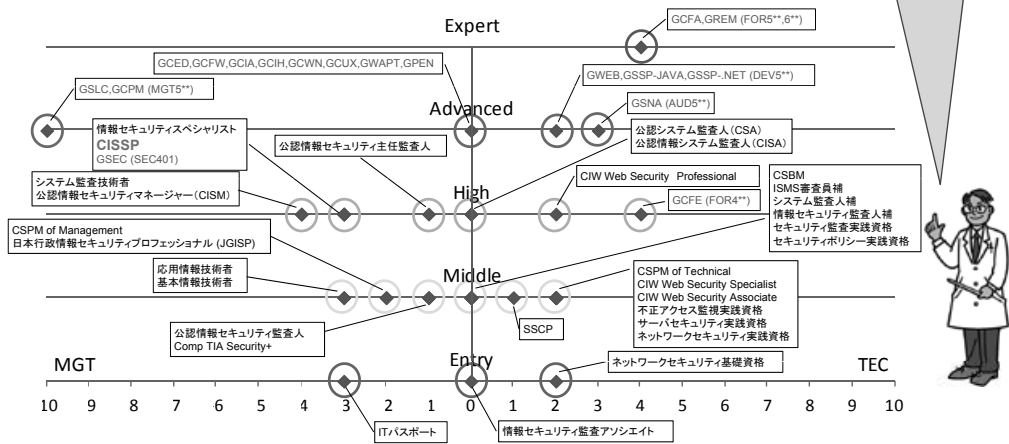 Expert
GCFA,GREM (FOR5**,6**)
GCED,GCFW,GCIA,GCIH,GCWN,GCUX,GWAPT,GPEN
GWEB,GSSP-JAVA,GSSP-.NET (DEV5**)
GSLC,GCPM (MGT5**)
Advanced
GSNA (AUD5**)
情報セキュリティスペシャリスト
CISSP
GSEC (SEC401)
公認情報セキュリティ主任監査人
公認システム監査人(CSA)
公認情報システム監査人(CISA)
システム監査技術者
公認情報セキュリティマネージャー(CISM)
High
CIW Web Security Professional
GCFE (FOR4**)
CSBM
ISMS審査員補
システム監査人補
情報セキュリティ監査人補
セキュリティ監査実践資格
セキュリティポリシー実践資格
CSPM of Management
日本行政情報セキュリティプロフェッショナル (JGISP)
応用情報技術者
基本情報技術者
Middle
CSPM of Technical
CIW Web Security Specialist
CIW Web Security Associate
不正アクセス監視実践資格
サーバセキュリティ実践資格
ネットワークセキュリティ実践資格
公認情報セキュリティ監査人
Comp TIA Security+
SSCP
MGT
Entry
ネットワークセキュリティ基礎資格
TEC
10 9 8 7 6 5 4 3 2 1 0 1 2 3 4 5 6 7 8 9 10
ITパスポート
情報セキュリティ監査アソシエイト